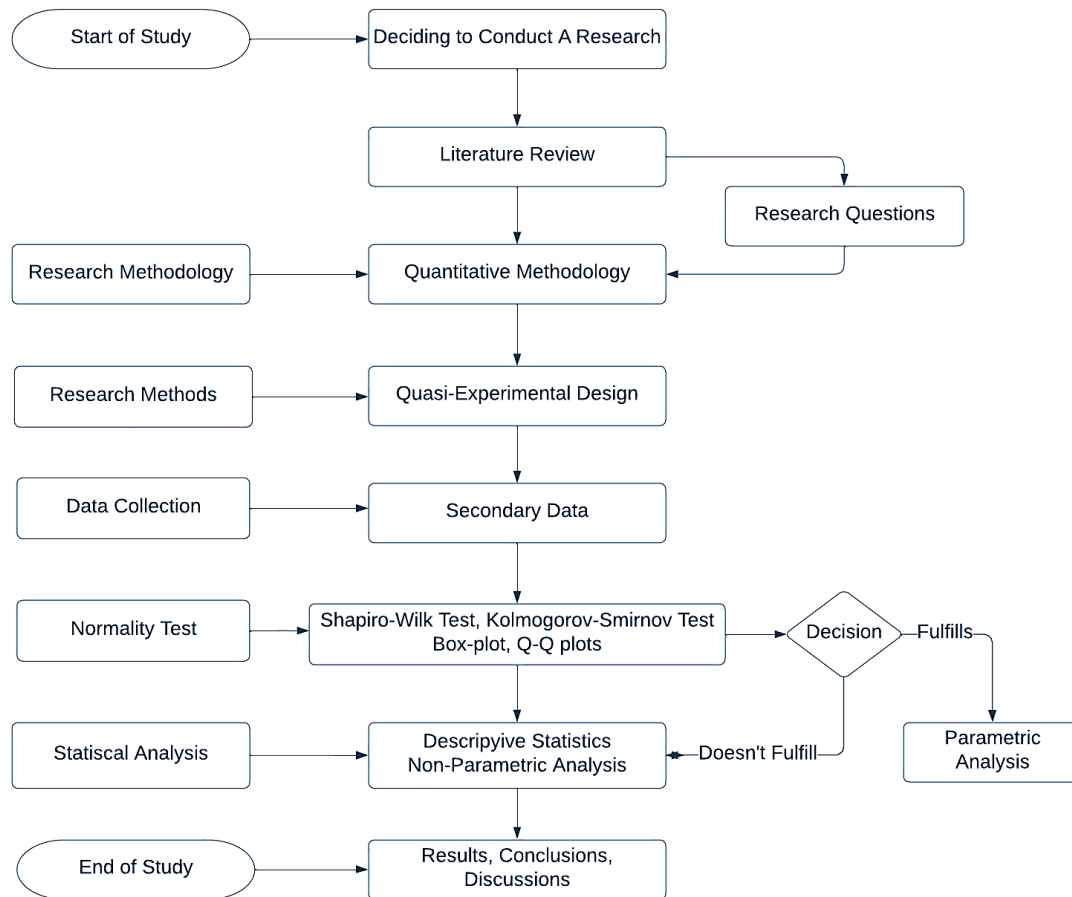 Start of Study
Deciding to Conduct A Research
Literature Review
Research Questions
Research Methodology
Quantitative Methodology
Research Methods
Quasi-Experimental Design
Data Collection
Secondary Data
Normality Test
Shapiro-Wilk Test, Kolmogorov-Smirnov Test
Box-plot, Q-Q plots
Decision
Fulfills
Statiscal Analysis
Descripyive Statistics
Non-Parametric Analysis
Doesn't Fulfill
Parametric
Analysis
End of Study
Results, Conclusions,
Discussions